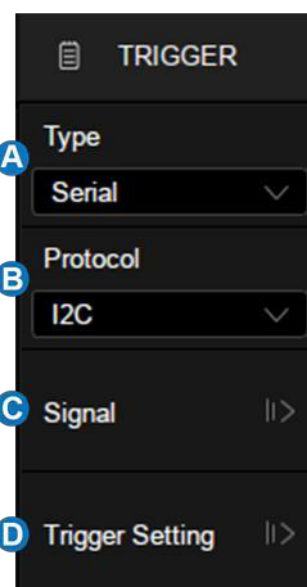 TRIGGER
A
Type
Serial
B
Protocol
I2C
C
Signal
D
Trigger Setting